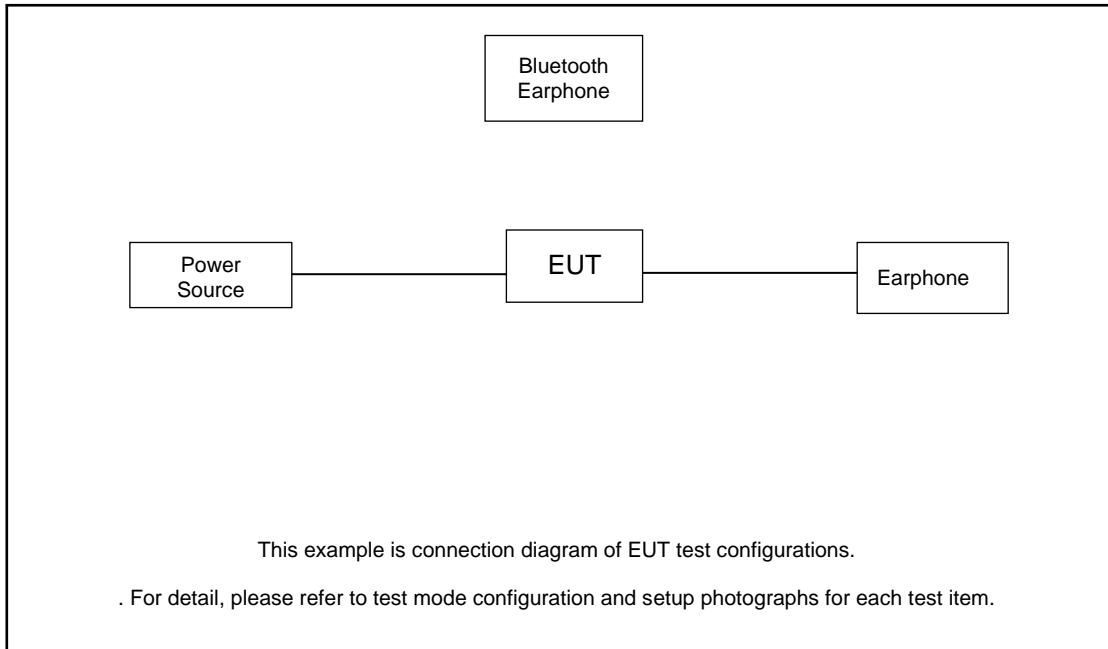 Bluetooth
Earphone
Power
Source
EUT
Earphone
This example is connection diagram of EUT test configurations.
. For detail, please refer to test mode configuration and setup photographs for each test item.